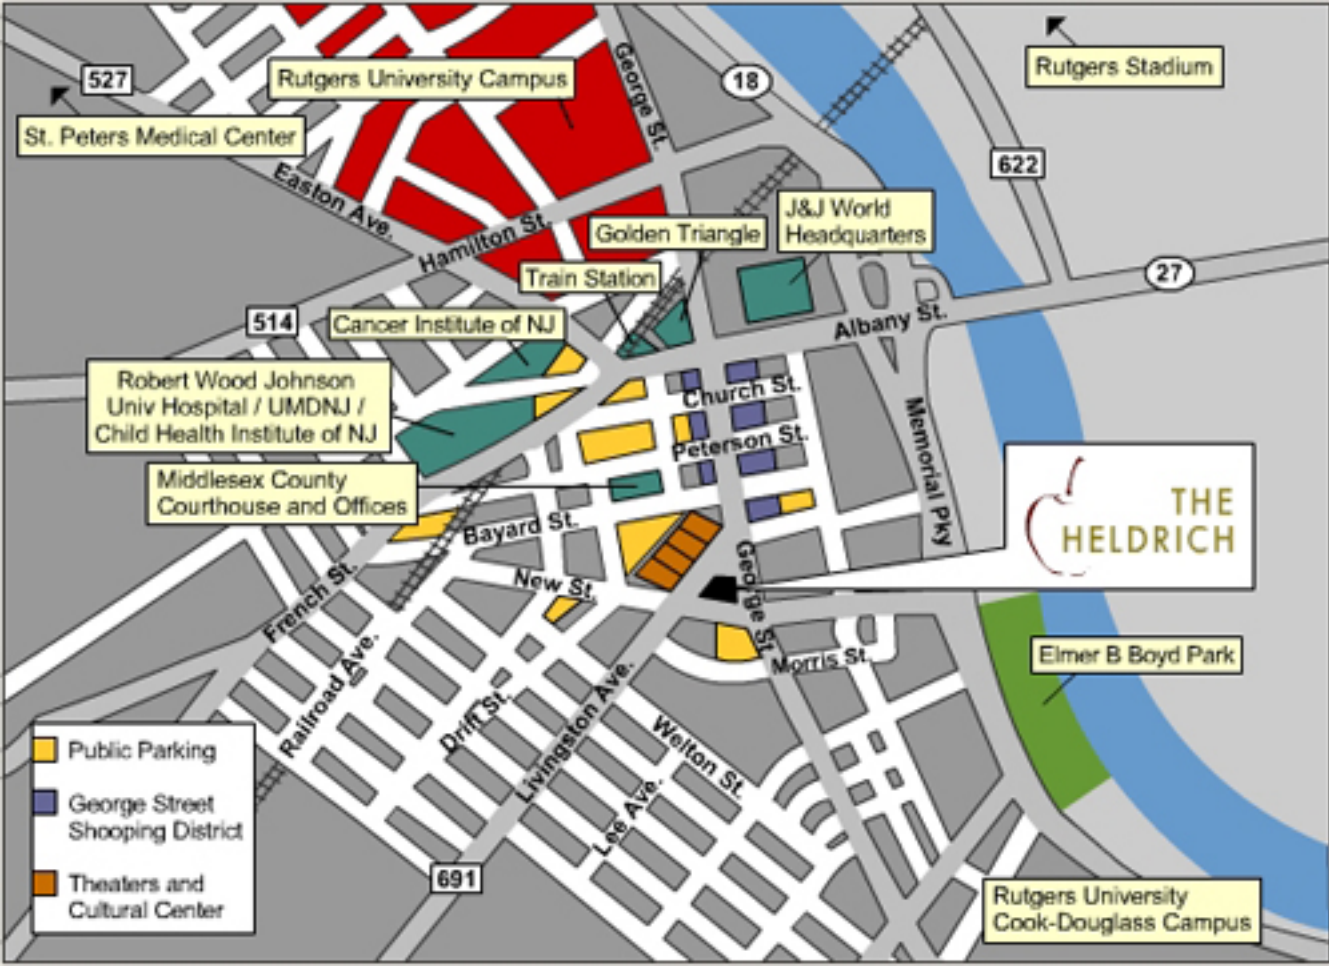 527
Rutgers University Campus
George St.
18
Rutgers Stadium
St. Peters Medical Center
622
Easton Ave.
J&J World
Headquarters
Golden Triangle
Hamilton St.
Train Station
27
514
Cancer Institute of NJ
Albany St.
Robert Wood Johnson
Univ Hospital / UMDNJ /
Child Health Institute of NJ
Church St.
Peterson St.
Memorial Pky
Middlesex County
Courthouse and Offices
Bayard St.
THE
HELDRICH
New St.
George St.
French St.
Railroad Ave.
Morris St.
Elmer B Boyd Park
Drift St.
Livingston Ave.
Welton St.
Lee Ave.
Public Parking
George Street
Shooping District
Theaters and
Cultural Center
691
Rutgers University
Cook-Douglass Campus